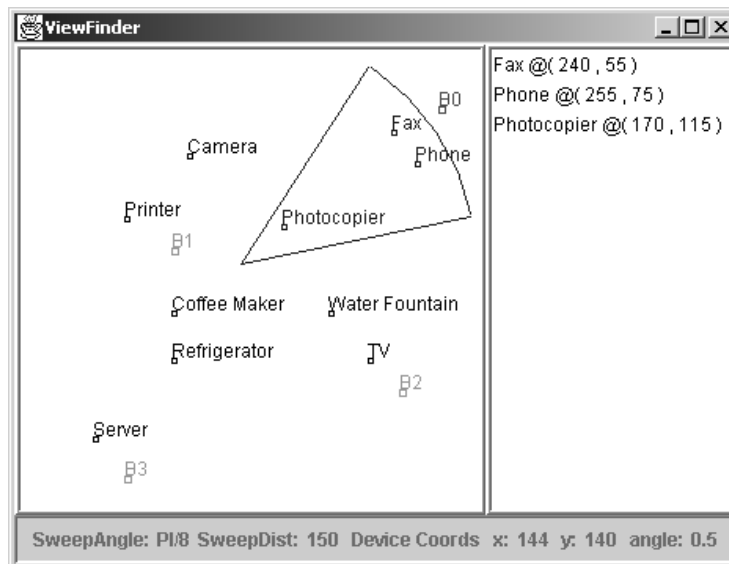 ViewFinder
Fax @( 240 , 55 )
Phone @( 255 , 75 )
Photocopier @( 170 , 115 )
B0
Fax
Camera
Phone
Printer
Photocopier
B1
Coffee Maker
Water Fountain
Refrigerator
TV
B2
Server
B3
SweepAngle: PI/8 SweepDist: 150 Device Coords x: 144 y: 140 angle: 0.5